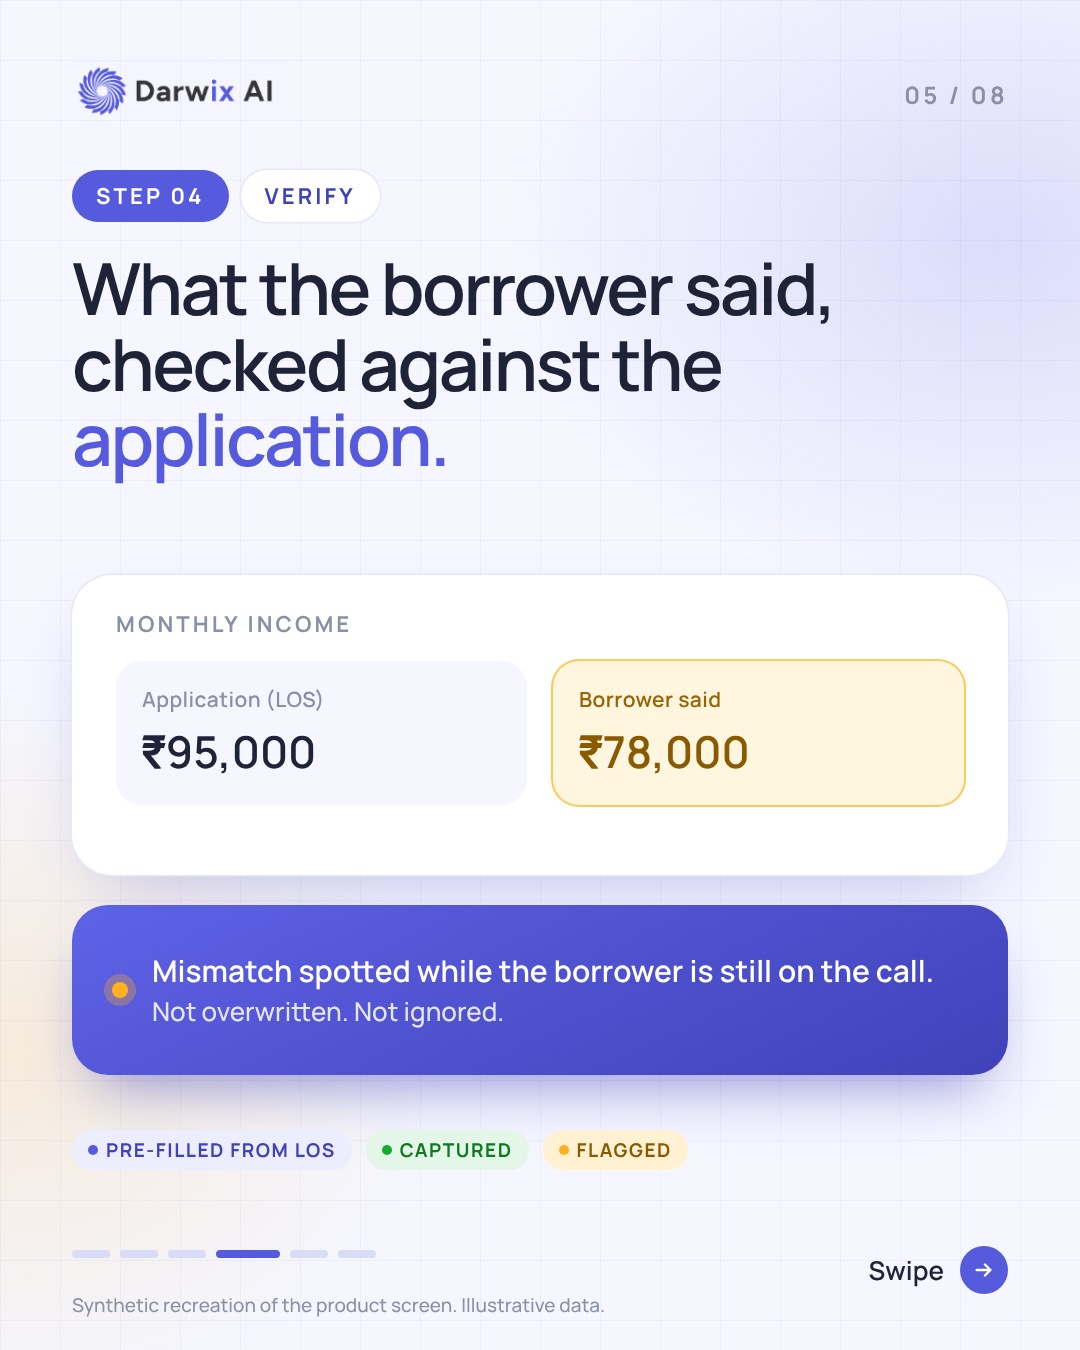 Darwix AI
05 / 08
STEP 04
VERIFY
What the borrower said,
checked against the
application.
MONTHLY INCOME
Application (LOS)
₹95,000
Borrower said
₹78,000
Mismatch spotted while the borrower is still on the call.
Not overwritten. Not ignored.
PRE-FILLED FROM LOS
CAPTURED
FLAGGED
Swipe
Synthetic recreation of the product screen. Illustrative data.